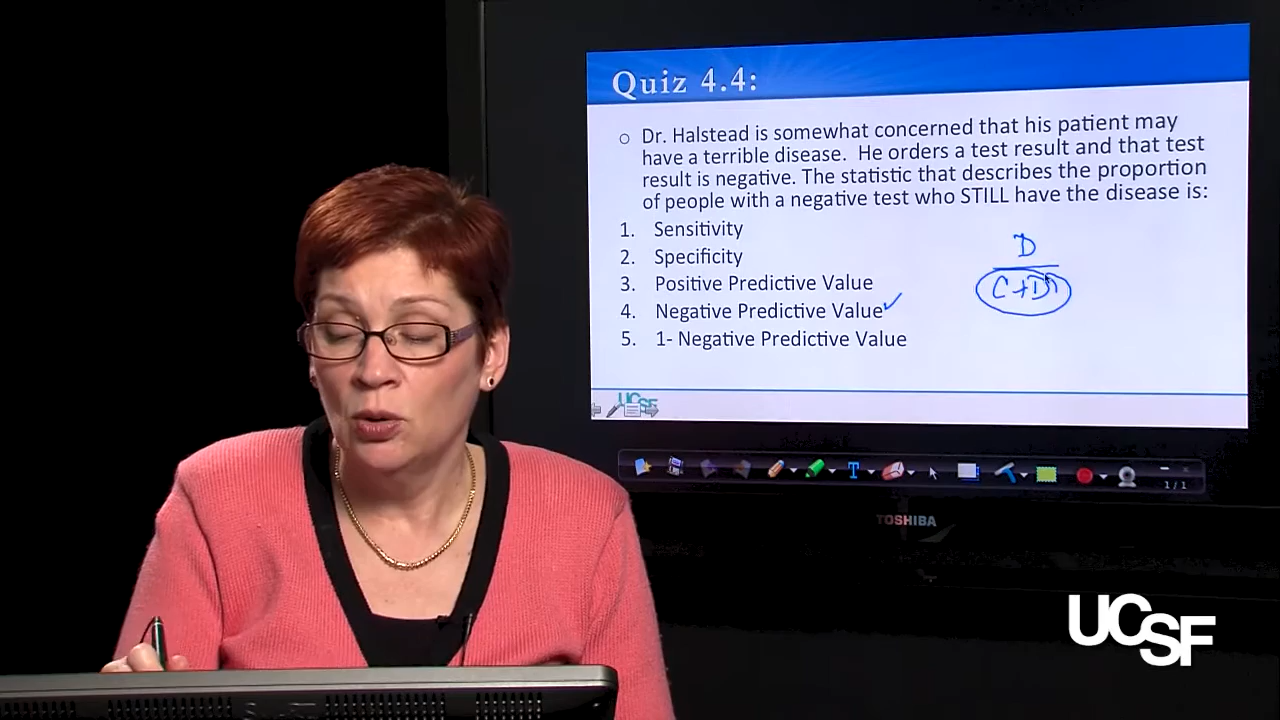 Quiz 4.4:
Dr. Halstead is somewhat concerned that his patient may
have a terrible disease. He orders a test result and that test
result is negative. The statistic that describes the proportion
of people with a negative test who STILL have the disease is:
1. Sensitivity
2. Specificity
3. Positive Predictive Value
4. Negative Predictive Value
5. 1- Negative Predictive Value
D
C+D
UCSF
1/1
TOSHIBA
UCSF